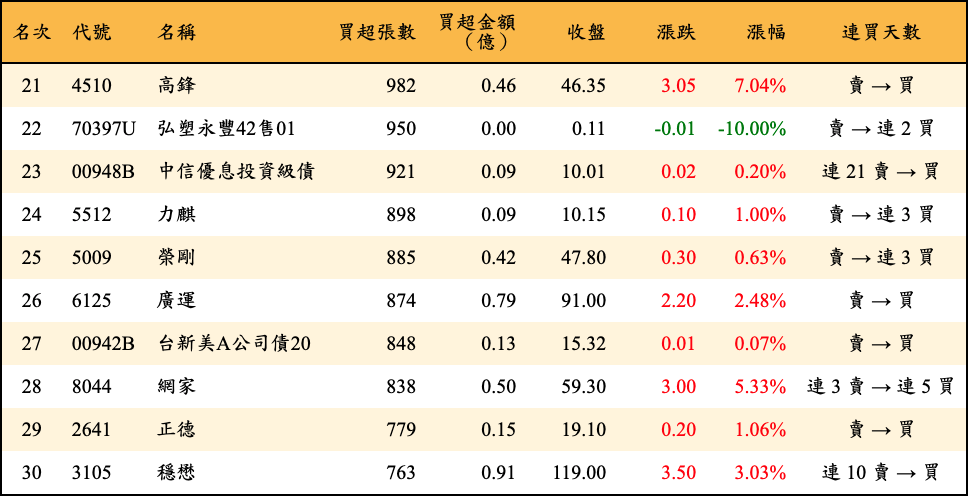 名次 代號 名稱 買超張數 買超金額（億） 收盤 漲跌 漲幅 連買天數
21 4510 高鋒 982 0.46 46.35 3.05 7.04% 賣 → 買
22 70397U 弘塑永豐42售01 950 0.00 0.11 -0.01 -10.00% 賣 → 連 2 買
23 00948B 中信優息投資級債 921 0.09 10.01 0.02 0.20% 連 21 賣 → 買
24 5512 力麒 898 0.09 10.15 0.10 1.00% 賣 → 連 3 買
25 5009 榮剛 885 0.42 47.80 0.30 0.63% 賣 → 連 3 買
26 6125 廣運 874 0.79 91.00 2.20 2.48% 賣 → 買
27 00942B 台新美A公司債20 848 0.13 15.32 0.01 0.07% 賣 → 買
28 8044 網家 838 0.50 59.30 3.00 5.33% 連 3 賣 → 連 5 買
29 2641 正德 779 0.15 19.10 0.20 1.06% 賣 → 買
30 3105 穩懋 763 0.91 119.00 3.50 3.03% 連 10 賣 → 買